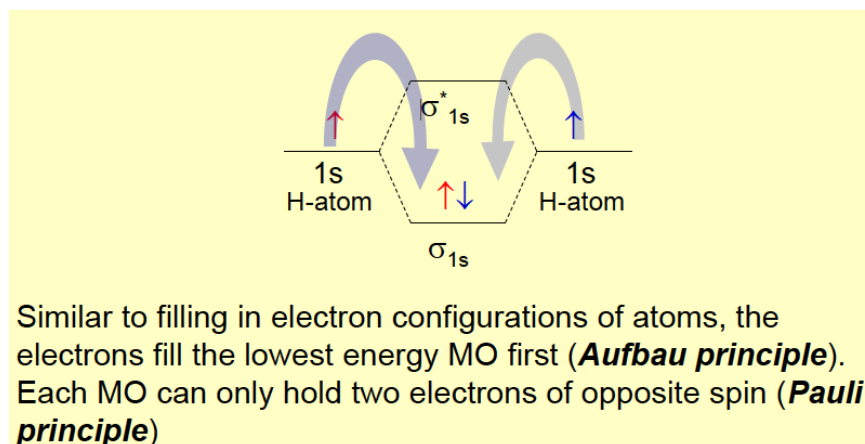 σ*1s
1s
H-atom
1s
H-atom
σ1s
Similar to filling in electron configurations of atoms, the
electrons fill the lowest energy MO first (Aufbau principle).
Each MO can only hold two electrons of opposite spin (Pauli
principle)